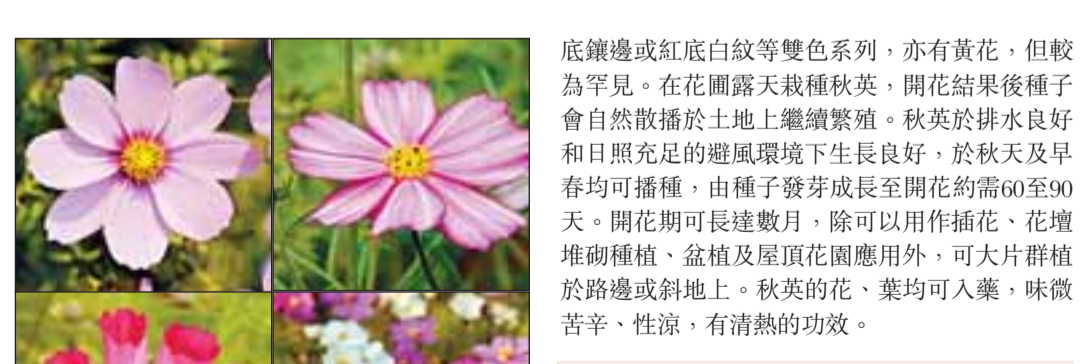 底鑲邊或紅底白紋等雙色系列，亦有黃花，但較
為罕見。在花圃露天栽種秋英，開花結果後種子
會自然散播於土地上繼續繁殖。秋英於排水良好
和日照充足的避風環境下生長良好，於秋天及早
春均可播種，由種子發芽成長至開花約需60至90
天。開花期可長達數月，除可以用作插花、花壇
堆砌種植、盆植及屋頂花園應用外，可大片群植
於路邊或斜地上。秋英的花、葉均可入藥，味微
苦辛、性涼，有清熱的功效。